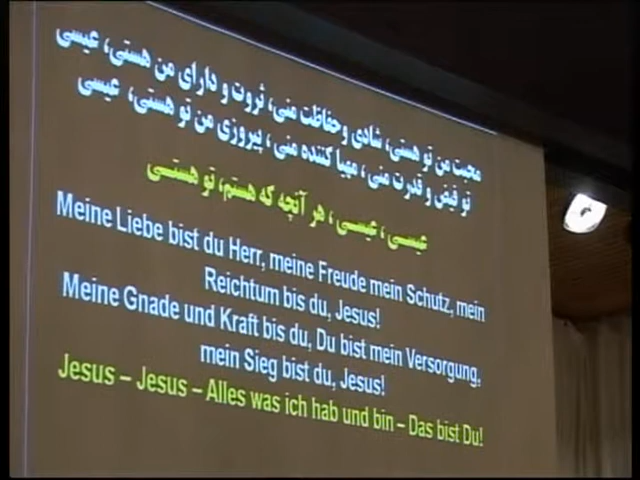 محبت من تو هستی، شادی وحفاظت منی، ثروت و دارای من هستی، عیسی
تو فیض و قدرت منی، مهیا کننده منی، پیروزی من تو هستی، عیسی
عیسی، عیسی، هر آنچه که هستم، تو هستی
Meine Liebe bist du Herr, meine Freude mein Schutz, mein
Reichtum bis du, Jesus!
Meine Gnade und Kraft bis du, Du bist mein Versorgung,
mein Sieg bist du, Jesus!
Jesus – Jesus – Alles was ich hab und bin – Das bist Du!